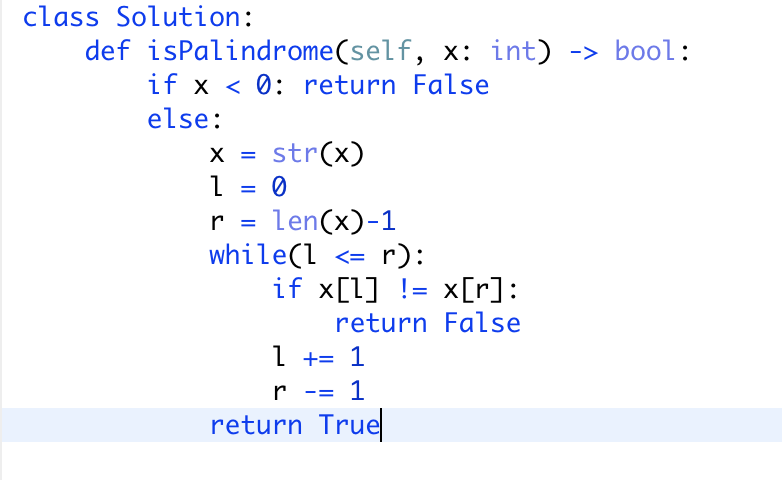 class Solution:
    def isPalindrome(self, x: int) -> bool:
        if x < 0: return False
        else:
            x = str(x)
            l = 0
            r = len(x)-1
            while(l <= r):
                if x[l] != x[r]:
                    return False
                l += 1
                r -= 1
            return True